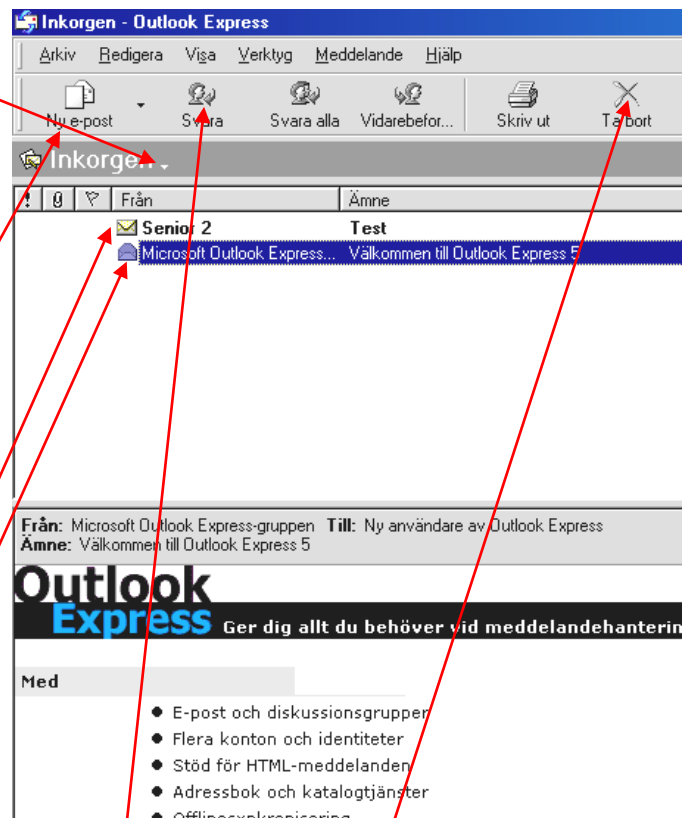 Inkorgen - Outlook Express
Arkiv Redigera Visa Verktyg Meddelande Hjälp
Ny e-post Svara Svara alla Vidarebefor... Skriv ut Ta bort
Inkorgen
! Från Ämne
Senior 2 Test
Microsoft Outlook Express... Välkommen till Outlook Express 5
Från: Microsoft Outlook Express-gruppen Till: Ny användare av Outlook Express
Ämne: Välkommen till Outlook Express 5
Outlook
Express Ger dig allt du behöver vid meddelandehanterin
Med
E-post och diskussionsgrupper
Flera konton och identiteter
Stöd för HTML-meddelanden
Adressbok och katalogtjänster